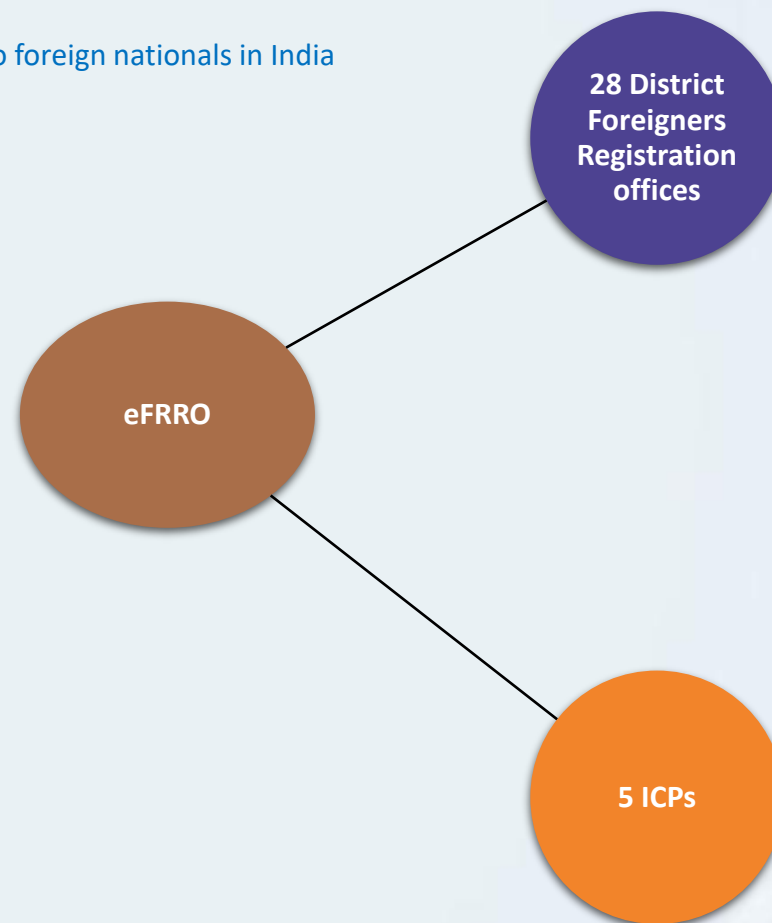 foreign nationals in India
28 District
Foreigners
Registration
offices
eFRRO
5 ICPs